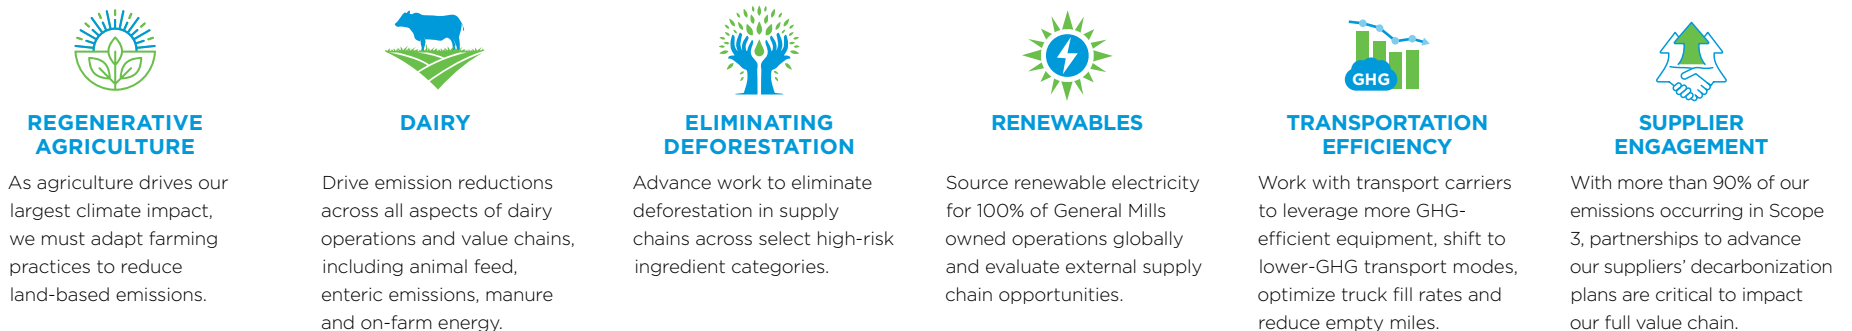 REGENERATIVE
AGRICULTURE
As agriculture drives our
largest climate impact,
we must adapt farming
practices to reduce
land-based emissions.
DAIRY
Drive emission reductions
across all aspects of dairy
operations and value chains,
including animal feed,
enteric emissions, manure
and on-farm energy.
ELIMINATING
DEFORESTATION
Advance work to eliminate
deforestation in supply
chains across select high-risk
ingredient categories.
RENEWABLES
Source renewable electricity
for 100% of General Mills
owned operations globally
and evaluate external supply
chain opportunities.
GHG
TRANSPORTATION
EFFICIENCY
Work with transport carriers
to leverage more GHG-
efficient equipment, shift to
lower-GHG transport modes,
optimize truck fill rates and
reduce empty miles.
SUPPLIER
ENGAGEMENT
With more than 90% of our
emissions occurring in Scope
3, partnerships to advance
our suppliers’ decarbonization
plans are critical to impact
our full value chain.